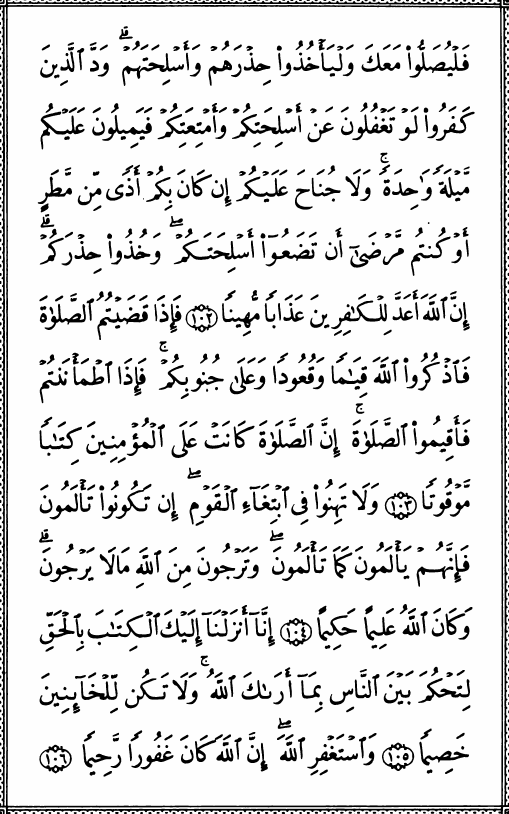 فَلْيُصَلُّوا۟ مَعَكَ وَلْيَأْخُذُوا۟ حِذْرَهُمْ وَأَسْلِحَتَهُمْ ۗ وَدَّ ٱلَّذِينَ
كَفَرُوا۟ لَوْ تَغْفُلُونَ عَنْ أَسْلِحَتِكُمْ وَأَمْتِعَتِكُمْ فَيَمِيلُونَ عَلَيْكُم
مَّيْلَةً وَٰحِدَةً ۚ وَلَا جُنَاحَ عَلَيْكُمْ إِن كَانَ بِكُمْ أَذًى مِّن مَّطَرٍ
أَوْ كُنتُم مَّرْضَىٰٓ أَن تَضَعُوٓا۟ أَسْلِحَتَكُمْ ۖ وَخُذُوا۟ حِذْرَكُمْ ۗ
إِنَّ ٱللَّهَ أَعَدَّ لِلْكَٰفِرِينَ عَذَابًا مُّهِينًا ١٠٢ فَإِذَا قَضَيْتُمُ ٱلصَّلَوٰةَ
فَٱذْكُرُوا۟ ٱللَّهَ قِيَٰمًا وَقُعُودًا وَعَلَىٰ جُنُوبِكُمْ ۚ فَإِذَا ٱطْمَأْنَنتُمْ
فَأَقِيمُوا۟ ٱلصَّلَوٰةَ ۚ إِنَّ ٱلصَّلَوٰةَ كَانَتْ عَلَى ٱلْمُؤْمِنِينَ كِتَٰبًا
مَّوْقُوتًا ١٠٣ وَلَا تَهِنُوا۟ فِى ٱبْتِغَآءِ ٱلْقَوْمِ ۖ إِن تَكُونُوا۟ تَأْلَمُونَ
فَإِنَّهُمْ يَأْلَمُونَ كَمَا تَأْلَمُونَ ۖ وَتَرْجُونَ مِنَ ٱللَّهِ مَا لَا يَرْجُونَ ۗ
وَكَانَ ٱللَّهُ عَلِيمًا حَكِيمًا ١٠٤ إِنَّآ أَنزَلْنَآ إِلَيْكَ ٱلْكِتَٰبَ بِٱلْحَقِّ
لِتَحْكُمَ بَيْنَ ٱلنَّاسِ بِمَآ أَرَىٰكَ ٱللَّهُ ۚ وَلَا تَكُن لِّلْخَآئِنِينَ
خَصِيمًا ١٠٥ وَٱسْتَغْفِرِ ٱللَّهَ ۖ إِنَّ ٱللَّهَ كَانَ غَفُورًا رَّحِيمًا ١٠٦